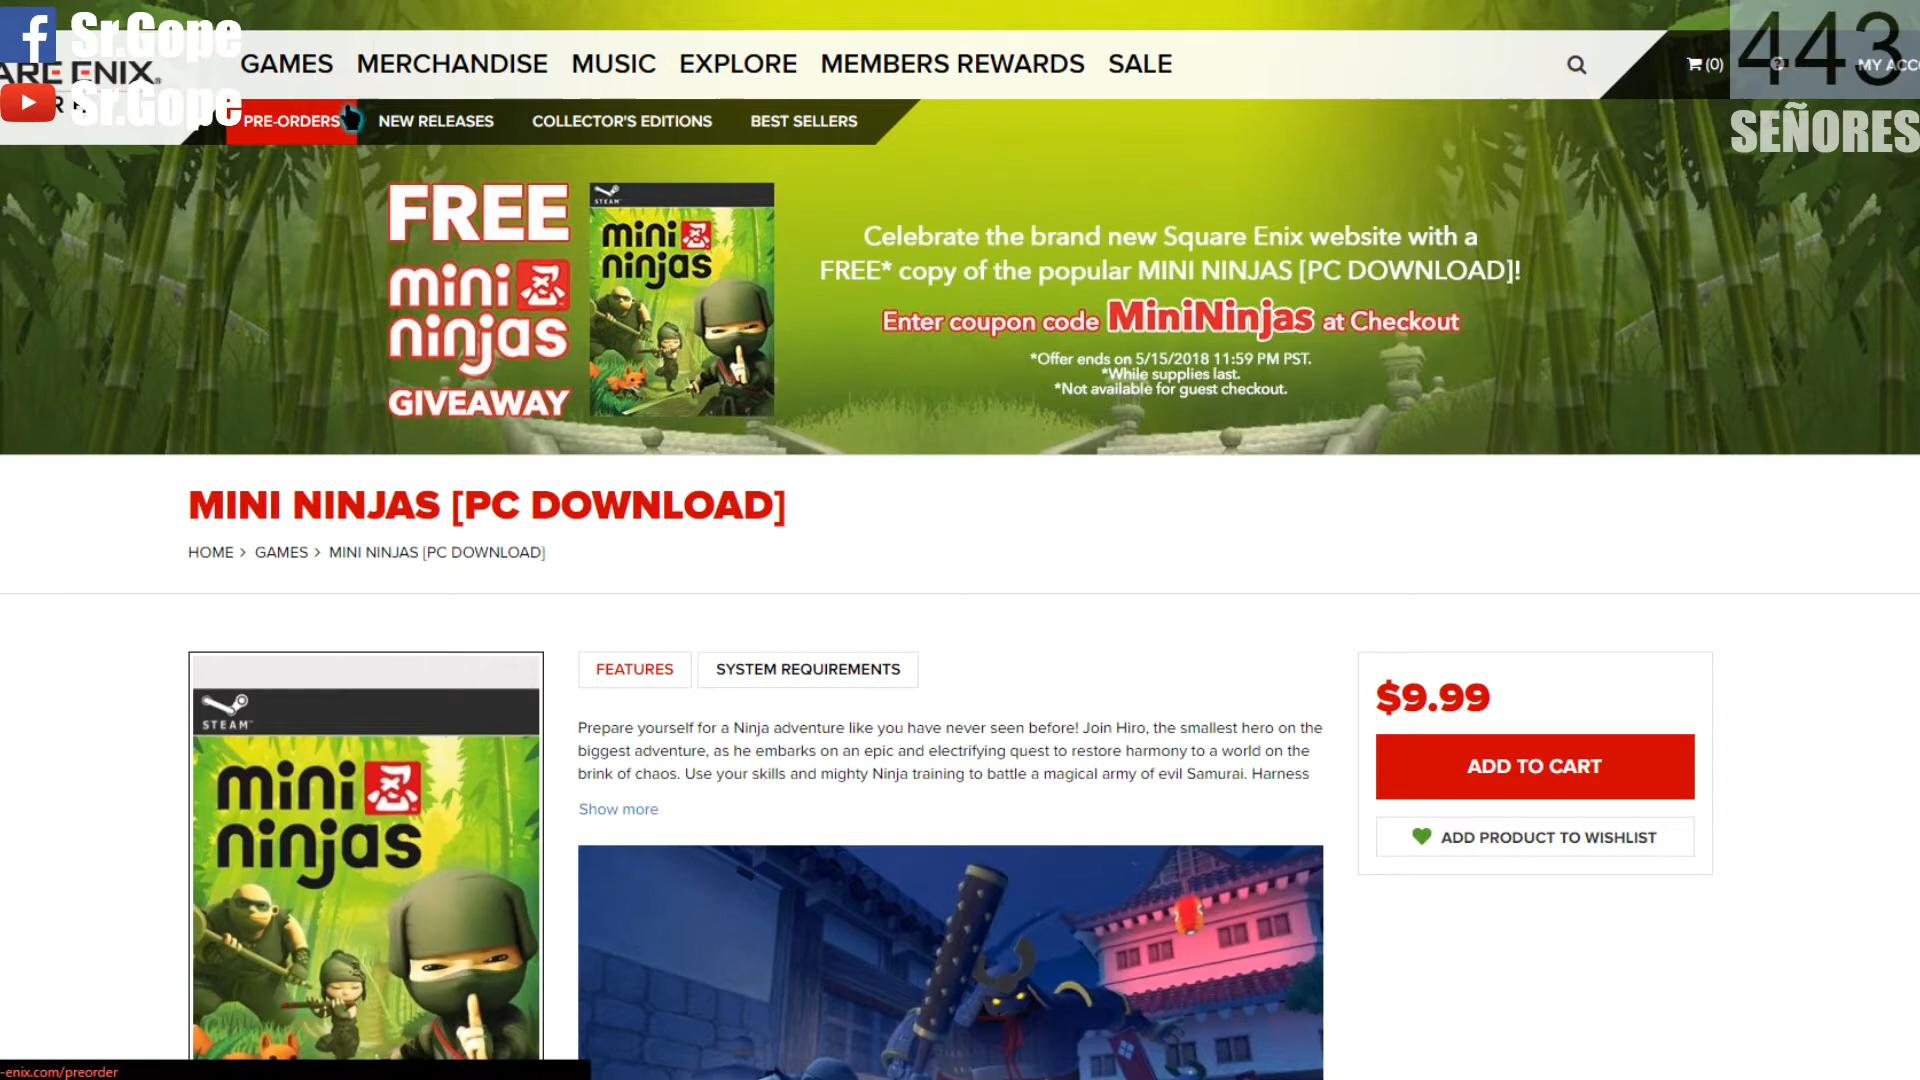 Sr.Gope
443
ARE ENIX
GAMES MERCHANDISE MUSIC EXPLORE MEMBERS REWARDS SALE
(0)
MY ACCO
Sr.Gope
SEÑORES
PRE-ORDERS NEW RELEASES COLLECTOR'S EDITIONS BEST SELLERS
FREE
mini
ninjas
GIVEAWAY
STEAM
mini
ninjas
Celebrate the brand new Square Enix website with a
FREE* copy of the popular MINI NINJAS [PC DOWNLOAD]!
Enter coupon code MiniNinjas at Checkout
*Offer ends on 5/15/2018 11:59 PM PST.
*While supplies last.
*Not available for guest checkout.
MINI NINJAS [PC DOWNLOAD]
HOME > GAMES > MINI NINJAS [PC DOWNLOAD]
STEAM™
mini 忍
ninjas
FEATURES SYSTEM REQUIREMENTS
Prepare yourself for a Ninja adventure like you have never seen before! Join Hiro, the smallest hero on the
biggest adventure, as he embarks on an epic and electrifying quest to restore harmony to a world on the
brink of chaos. Use your skills and mighty Ninja training to battle a magical army of evil Samurai. Harness
Show more
$9.99
ADD TO CART
ADD PRODUCT TO WISHLIST
-enix.com/preorder